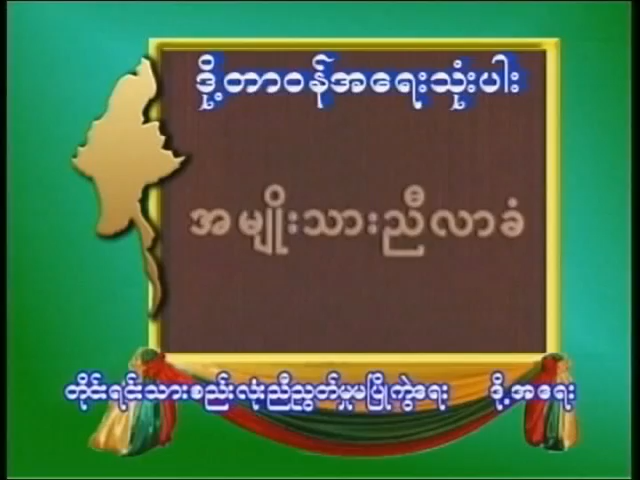 ဒို့တာဝန်အရေးသုံးပါး
အမျိုးသားညီလာခံ
တိုင်းရင်းသားစည်းလုံးညီညွတ်မှုမပြိုကွဲရေး ဒို့အရေး